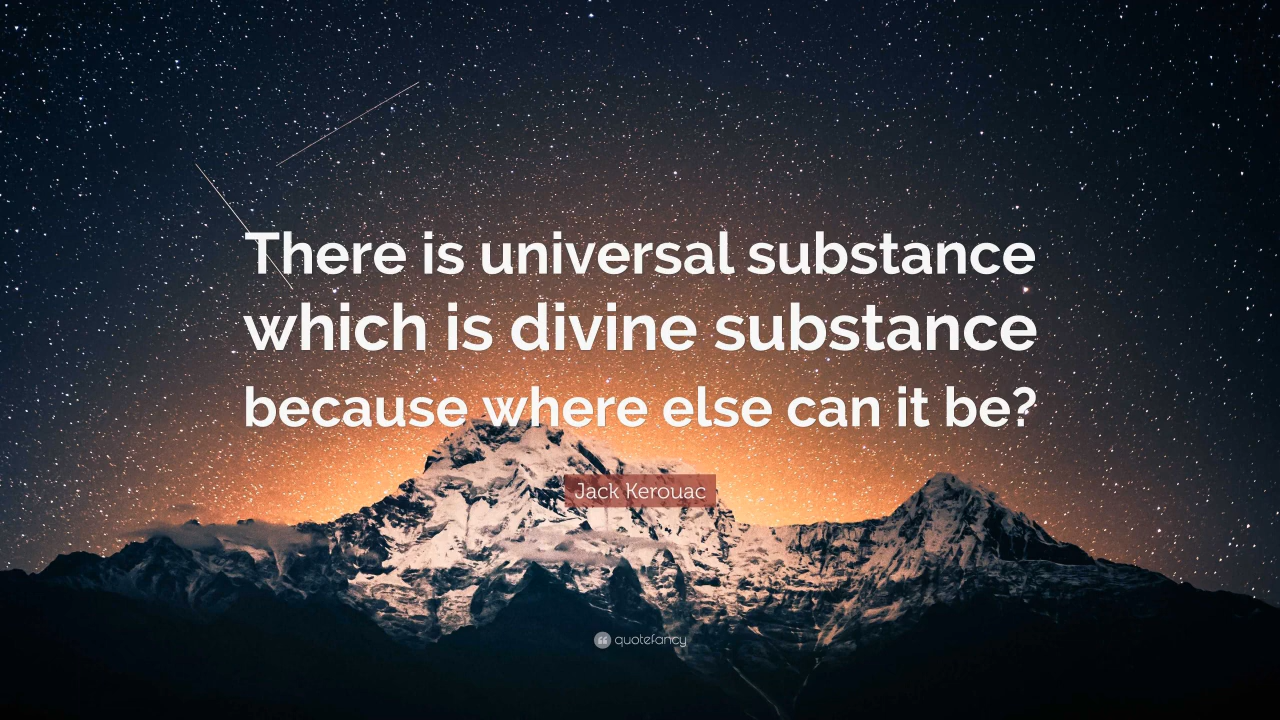 There is universal substance
which is divine substance
because where else can it be?
Jack Kerouac
quotefancy